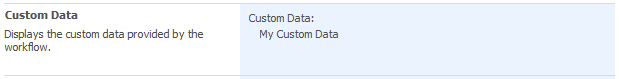 Custom Data
Displays the custom data provided by the
workflow.
Custom Data:
My Custom Data